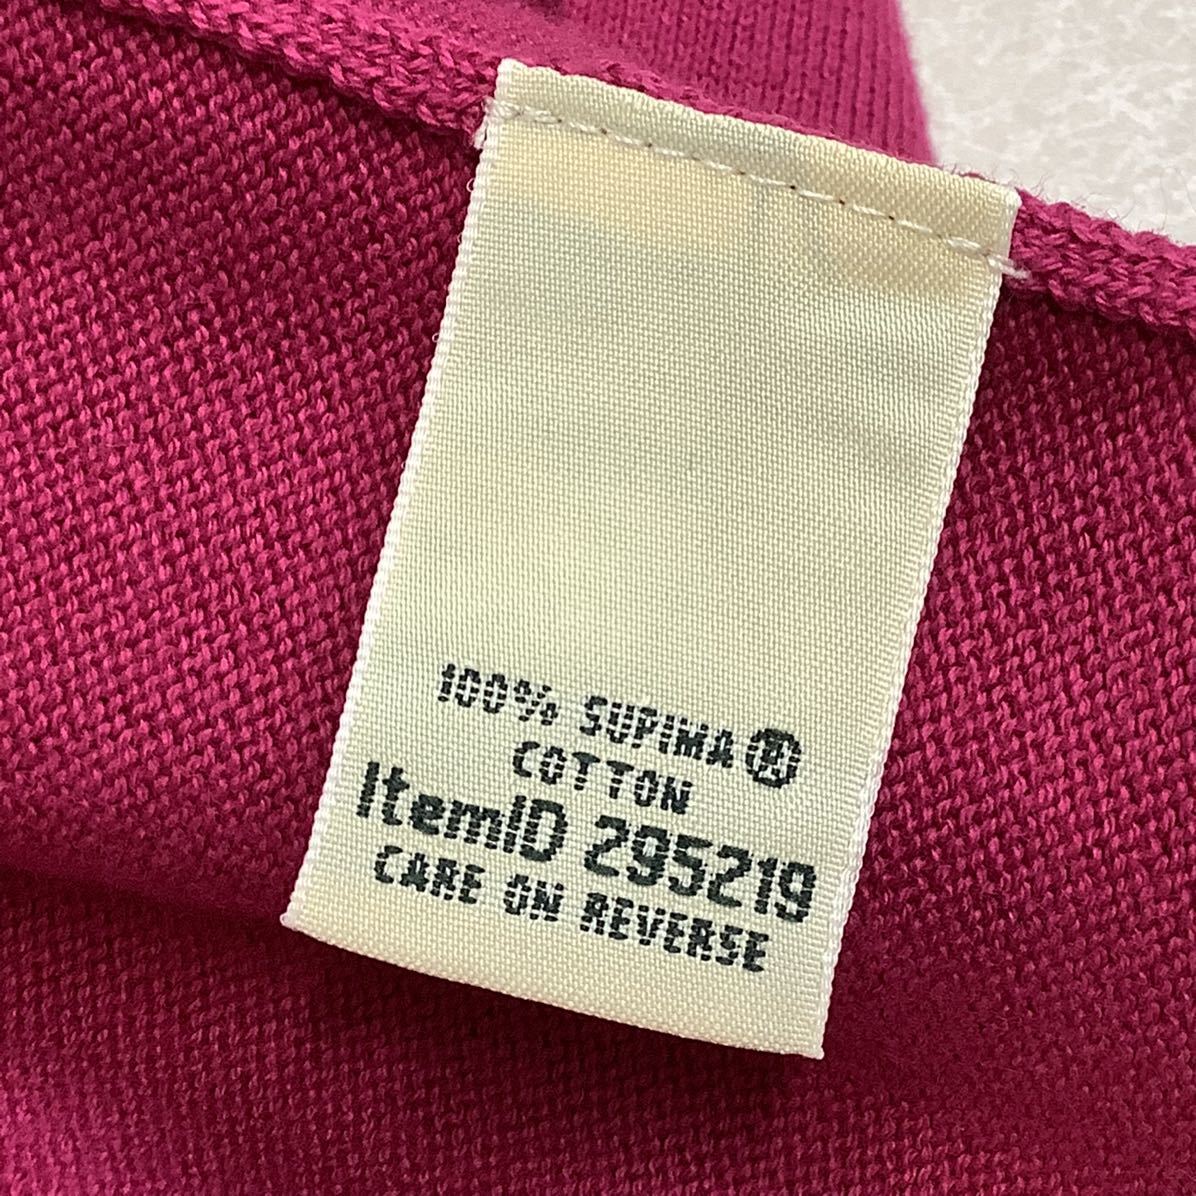 100% SUPIMA®
COTTON
ItemID 295219
CARE ON REVERSE